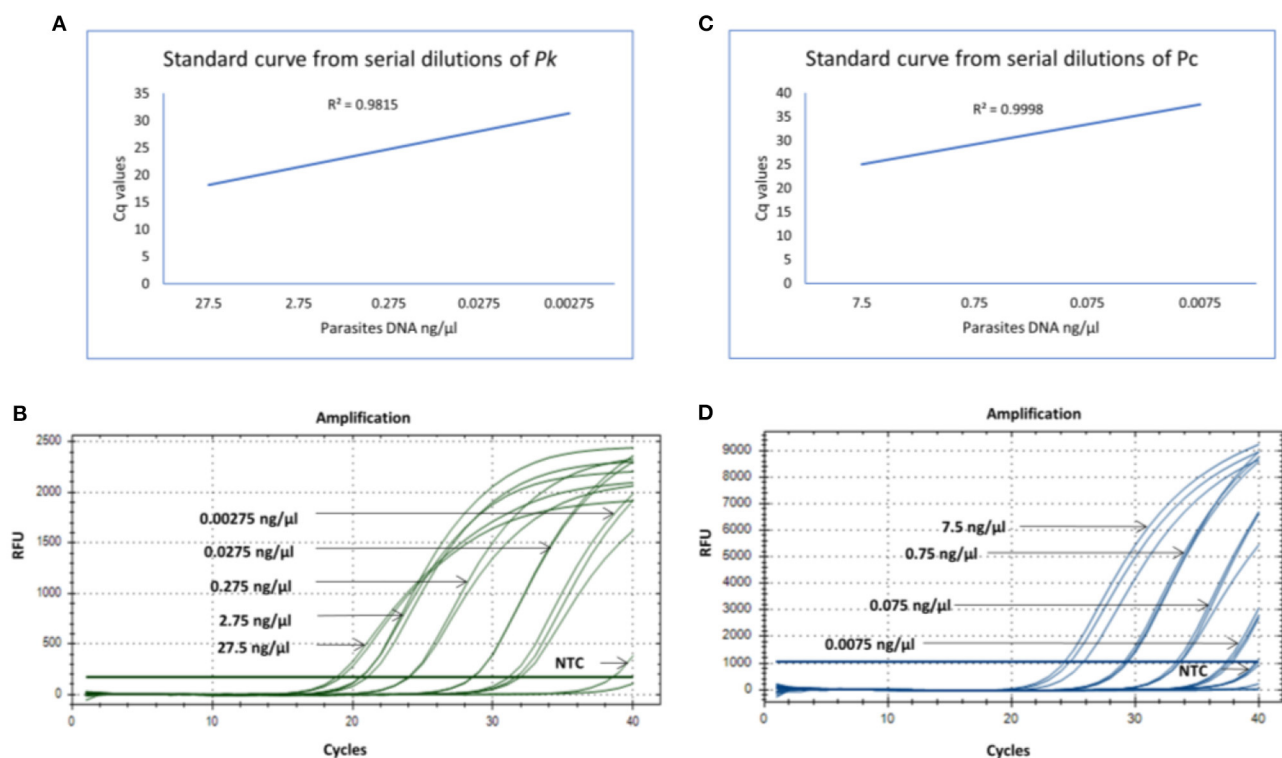 A
Standard curve from serial dilutions of Pk
R² = 0.9815
Cq values
35
30
25
20
15
10
5
0
27.5 2.75 0.275 0.0275 0.00275
Parasites DNA ng/µl
C
Standard curve from serial dilutions of Pc
R² = 0.9998
Cq values
40
35
30
25
20
15
10
5
0
7.5 0.75 0.075 0.0075
Parasites DNA ng/µl
B
Amplification
RFU
2500
2000
1500
1000
500
0
0.00275 ng/µl
0.0275 ng/µl
0.275 ng/µl
2.75 ng/µl
27.5 ng/µl
NTC
0 10 20 30 40
Cycles
D
Amplification
RFU
9000
8000
7000
6000
5000
4000
3000
2000
1000
0
7.5 ng/µl
0.75 ng/µl
0.075 ng/µl
0.0075 ng/µl
NTC
0 10 20 30 40
Cycles